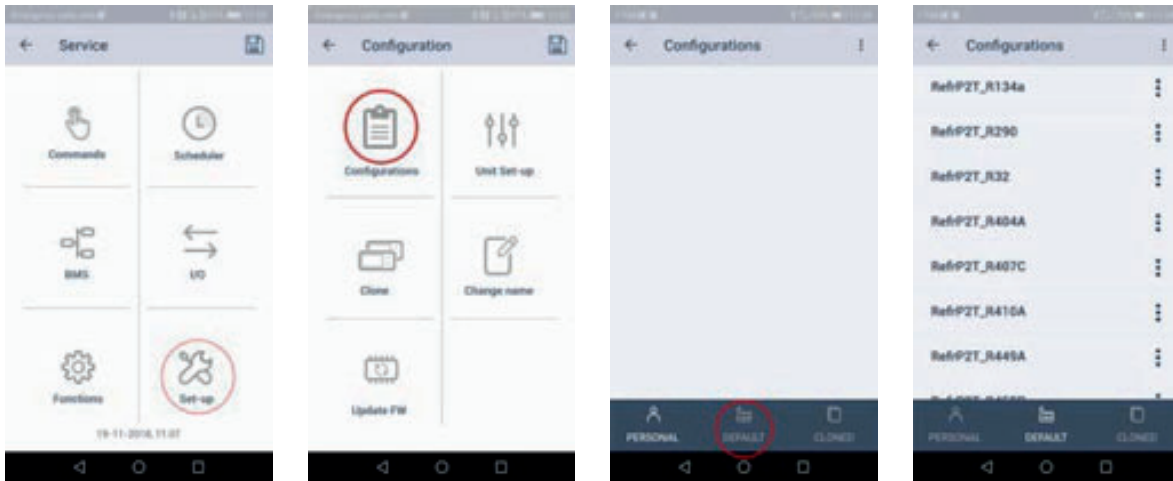 Service
Commands
Scheduler
BMS
I/O
Functions
Set-up
19-11-2018, 11:07
Configuration
Configurations
Unit Set-up
Clone
Change name
Update FW
Configurations
PERSONAL
DEFAULT
CLONED
Configurations
RefrP2T_R134a
RefrP2T_R290
RefrP2T_R32
RefrP2T_R404A
RefrP2T_R407C
RefrP2T_R410A
RefrP2T_R449A
PERSONAL
DEFAULT
CLONED